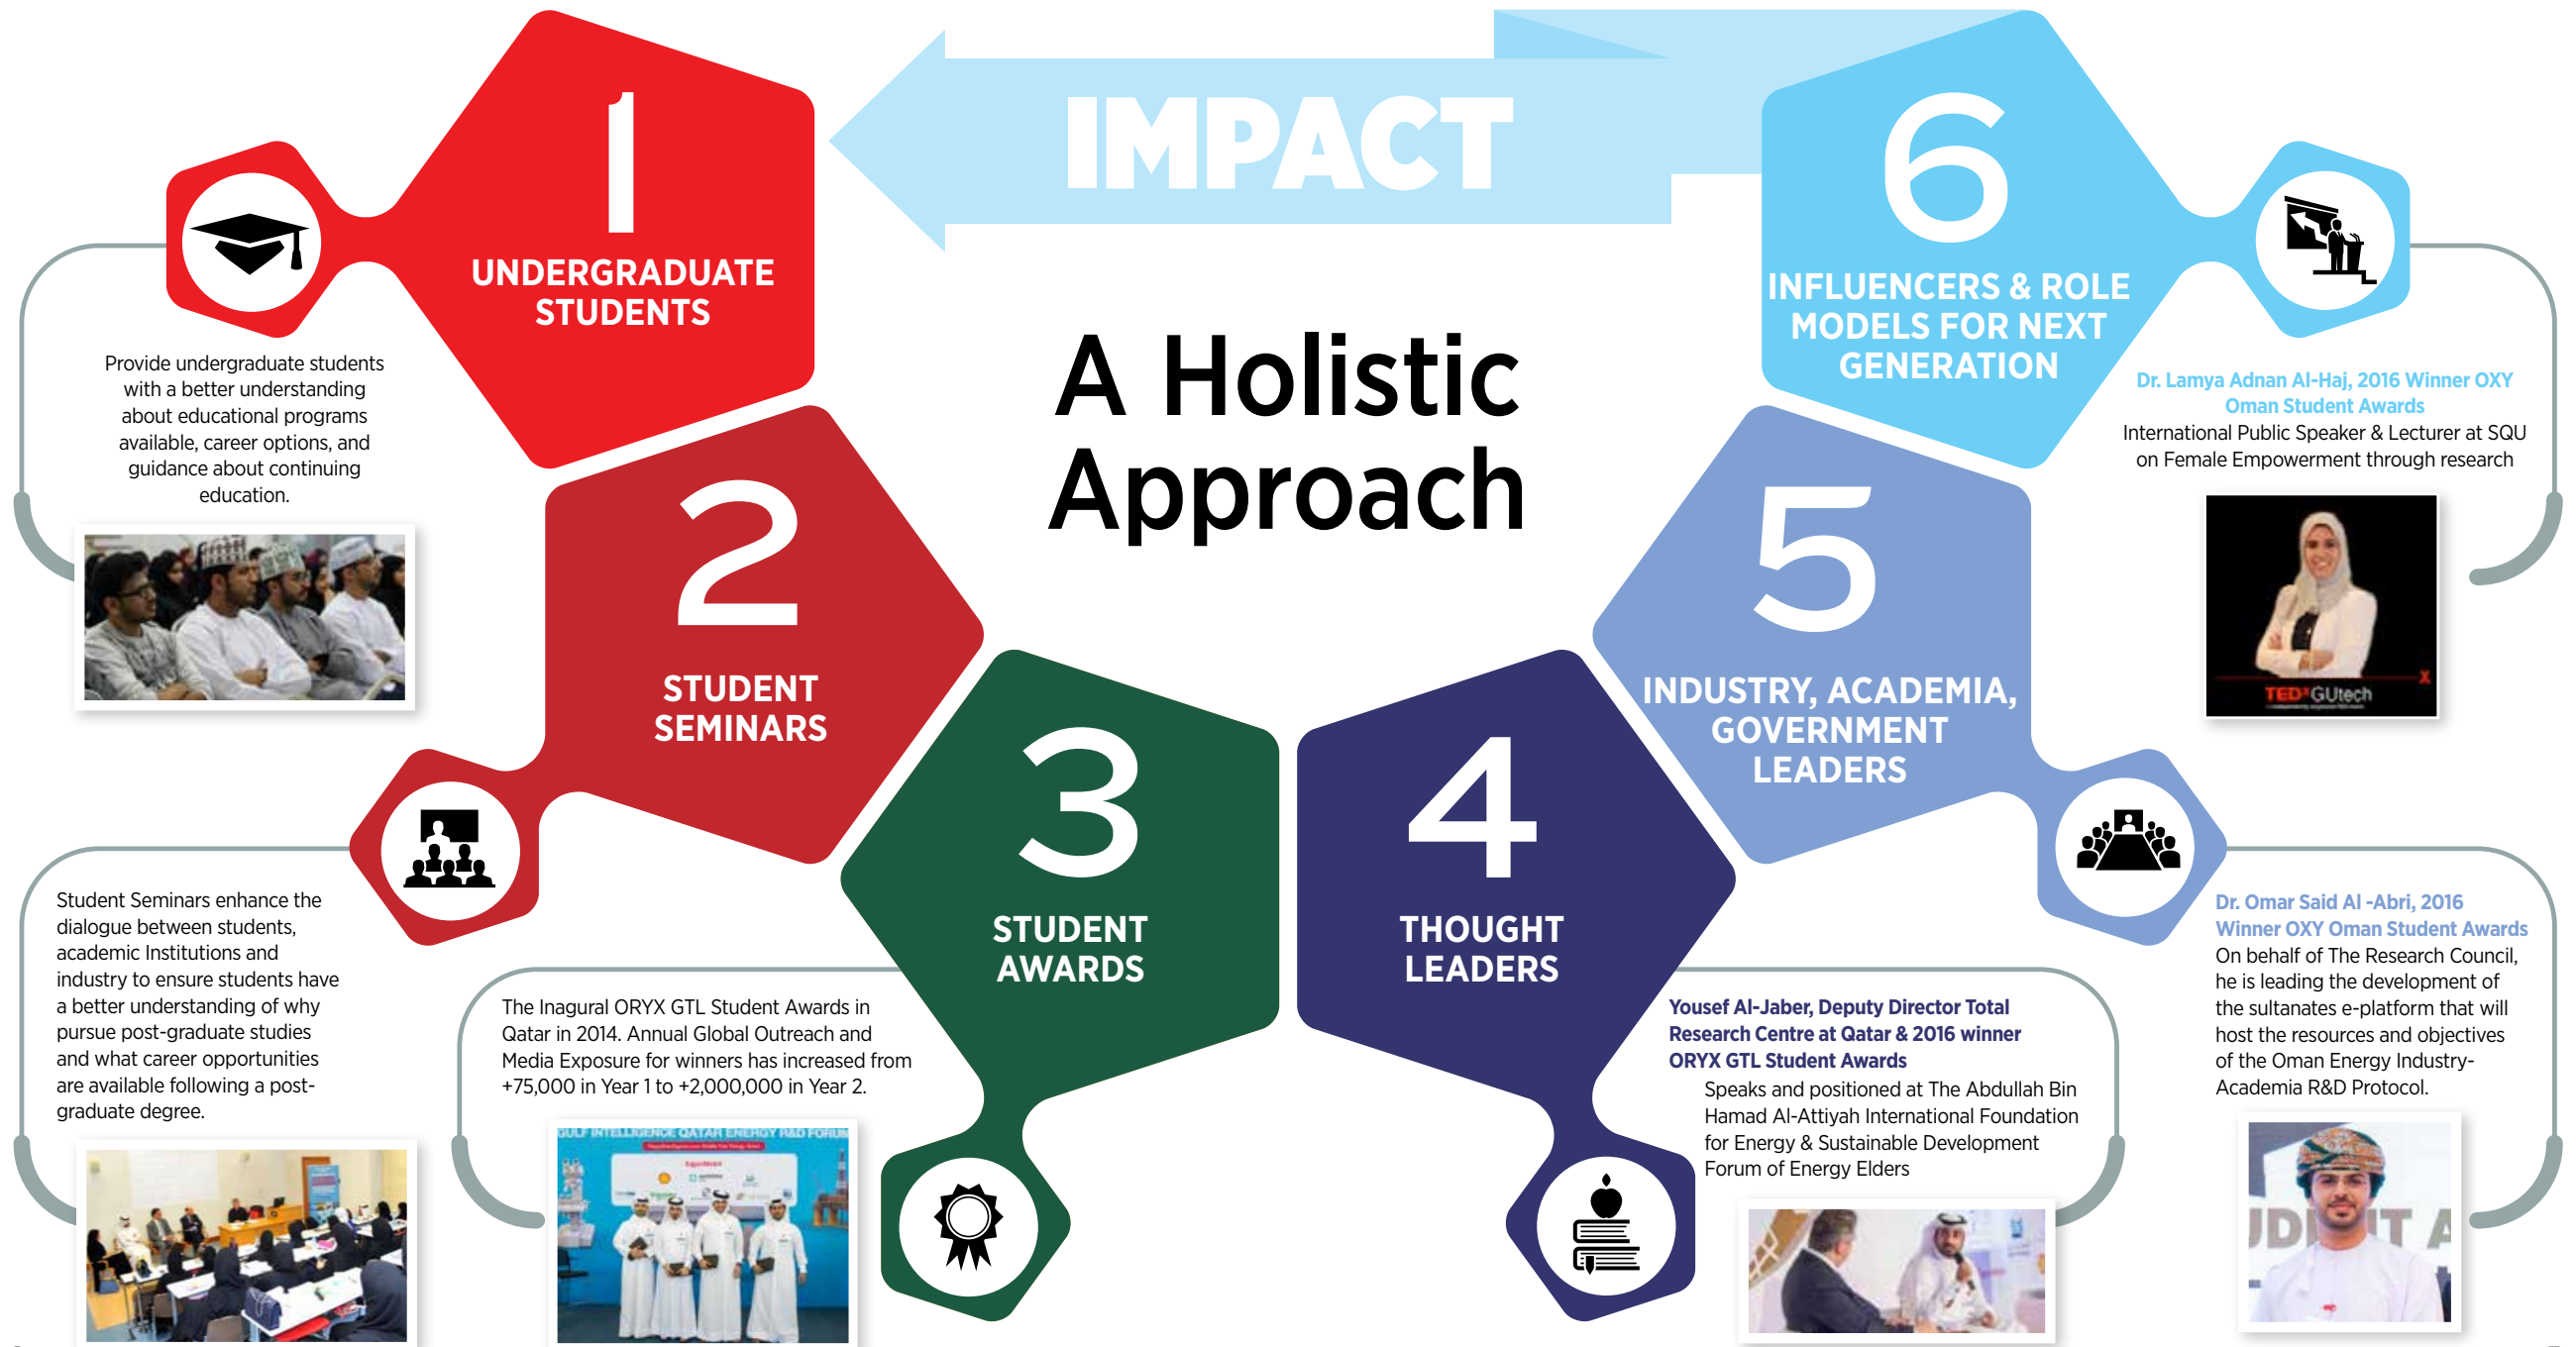 IMPACT
A Holistic
Approach
1
UNDERGRADUATE
STUDENTS
Provide undergraduate students
with a better understanding
about educational programs
available, career options, and
guidance about continuing
education.
2
STUDENT
SEMINARS
Student Seminars enhance the
dialogue between students,
academic Institutions and
industry to ensure students have
a better understanding of why
pursue post-graduate studies
and what career opportunities
are available following a post-
graduate degree.
3
STUDENT
AWARDS
The Inagural ORYX GTL Student Awards in
Qatar in 2014. Annual Global Outreach and
Media Exposure for winners has increased from
+75,000 in Year 1 to +2,000,000 in Year 2.
GULF INTELLIGENCE QATAR ENERGY R&D FORUM
ExxonMobil
4
THOUGHT
LEADERS
Yousef Al-Jaber, Deputy Director Total
Research Centre at Qatar & 2016 winner
ORYX GTL Student Awards
Speaks and positioned at The Abdullah Bin
Hamad Al-Attiyah International Foundation
for Energy & Sustainable Development
Forum of Energy Elders
5
INDUSTRY, ACADEMIA,
GOVERNMENT
LEADERS
Dr. Omar Said Al -Abri, 2016
Winner OXY Oman Student Awards
On behalf of The Research Council,
he is leading the development of
the sultanates e-platform that will
host the resources and objectives
of the Oman Energy Industry-
Academia R&D Protocol.
UDENT A
6
INFLUENCERS & ROLE
MODELS FOR NEXT
GENERATION
Dr. Lamya Adnan Al-Haj, 2016 Winner OXY
Oman Student Awards
International Public Speaker & Lecturer at SQU
on Female Empowerment through research
X
TEDxGUtech